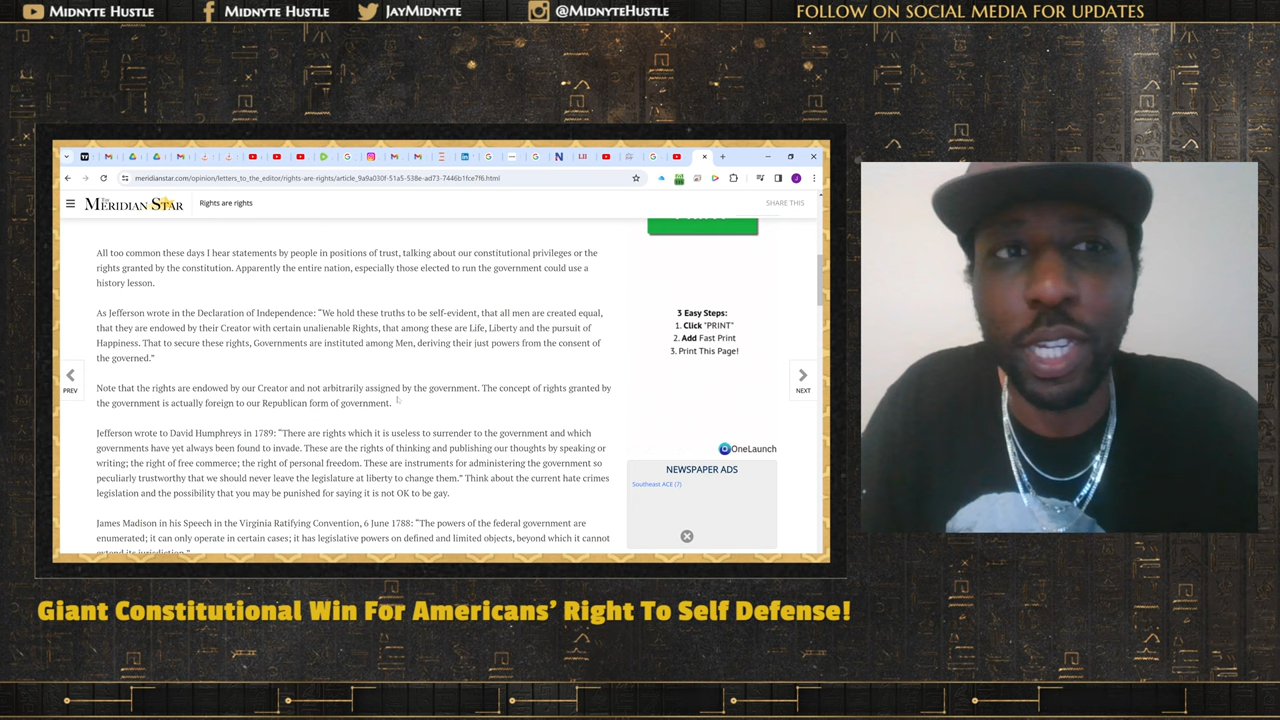 MIDNYTE HUSTLE
MIDNYTE HUSTLE
JAYMIDNYTE
@MIDNYTEHUSTLE
FOLLOW ON SOCIAL MEDIA FOR UPDATES
meridianstar.com/opinion/letters_to_the_editor/rights-are-rights/article_9a9a030f-51a5-538e-ad73-7446b1fce7f6.html
THE MERIDIAN STAR
Rights are rights
SHARE THIS
All too common these days I hear statements by people in positions of trust, talking about our constitutional privileges or the
rights granted by the constitution. Apparently the entire nation, especially those elected to run the government could use a
history lesson.
As Jefferson wrote in the Declaration of Independence: “We hold these truths to be self-evident, that all men are created equal,
that they are endowed by their Creator with certain unalienable Rights, that among these are Life, Liberty and the pursuit of
Happiness. That to secure these rights, Governments are instituted among Men, deriving their just powers from the consent of
the governed.”
Note that the rights are endowed by our Creator and not arbitrarily assigned by the government. The concept of rights granted
by the government is actually foreign to our Republican form of government.
Jefferson wrote to David Humphreys in 1789: “There are rights which it is useless to surrender to the government and which
governments have yet always been found to invade. These are the rights of thinking and publishing our thoughts by speaking or
writing; the right of free commerce; the right of personal freedom. These are instruments for administering the government so
peculiarly trustworthy that we should never leave the legislature at liberty to change them.” Think about the current hate crimes
legislation and the possibility that you may be punished for saying it is not OK to be gay.
James Madison in his Speech in the Virginia Ratifying Convention, 6 June 1788: “The powers of the federal government are
enumerated; it can only operate in certain cases; it has legislative powers on defined and limited objects, beyond which it cannot
extend its jurisdiction.”
PREV
NEXT
3 Easy Steps:
1. Click "PRINT"
2. Add Fast Print
3. Print This Page!
OneLaunch
NEWSPAPER ADS
Southeast ACE (7)
Giant Constitutional Win For Americans’ Right To Self Defense!